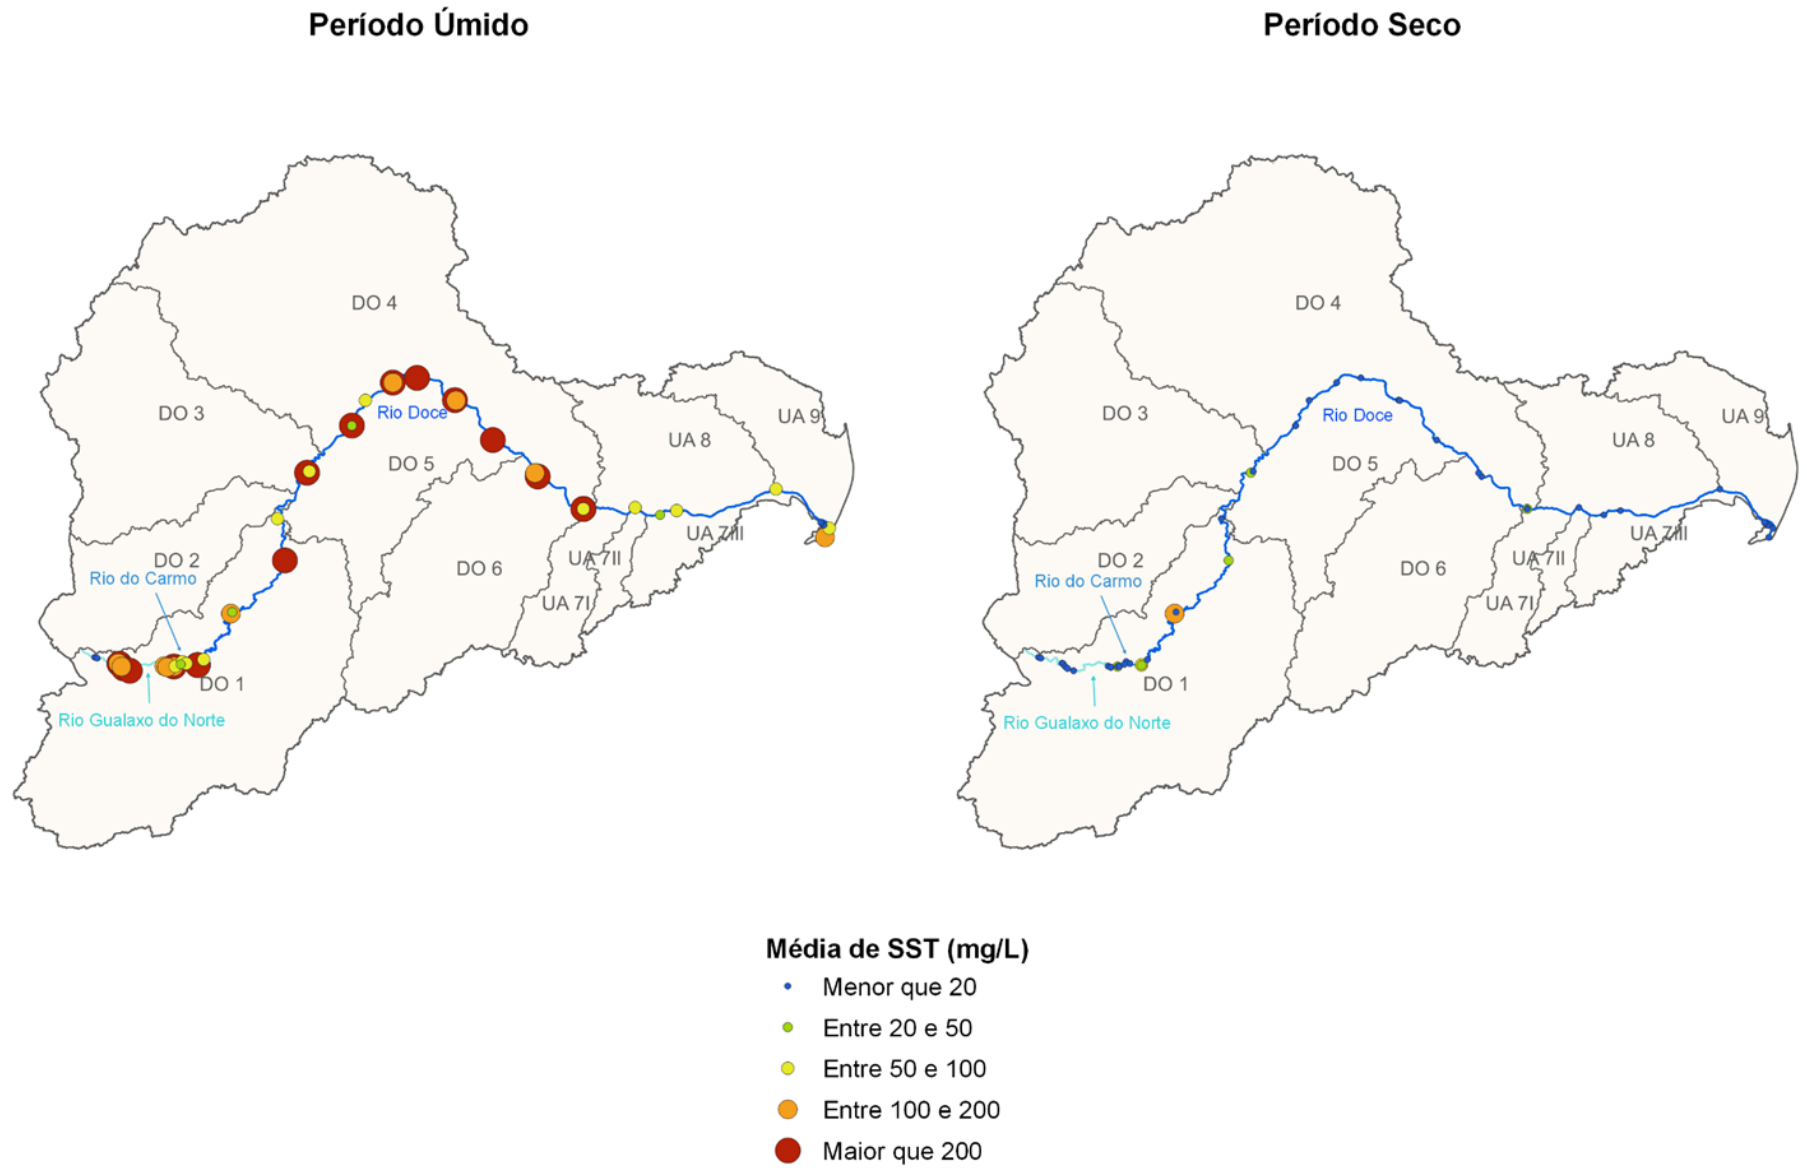 Período Úmido
DO 4
DO 3
Rio Doce
UA 9
UA 8
DO 5
UA 7III
DO 2
UA 7II
DO 6
Rio do Carmo
UA 7I
DO 1
Rio Gualaxo do Norte
Período Seco
DO 4
DO 3
Rio Doce
UA 9
UA 8
DO 5
UA 7III
DO 2
UA 7II
DO 6
Rio do Carmo
UA 7I
DO 1
Rio Gualaxo do Norte
Média de SST (mg/L)
Menor que 20
Entre 20 e 50
Entre 50 e 100
Entre 100 e 200
Maior que 200